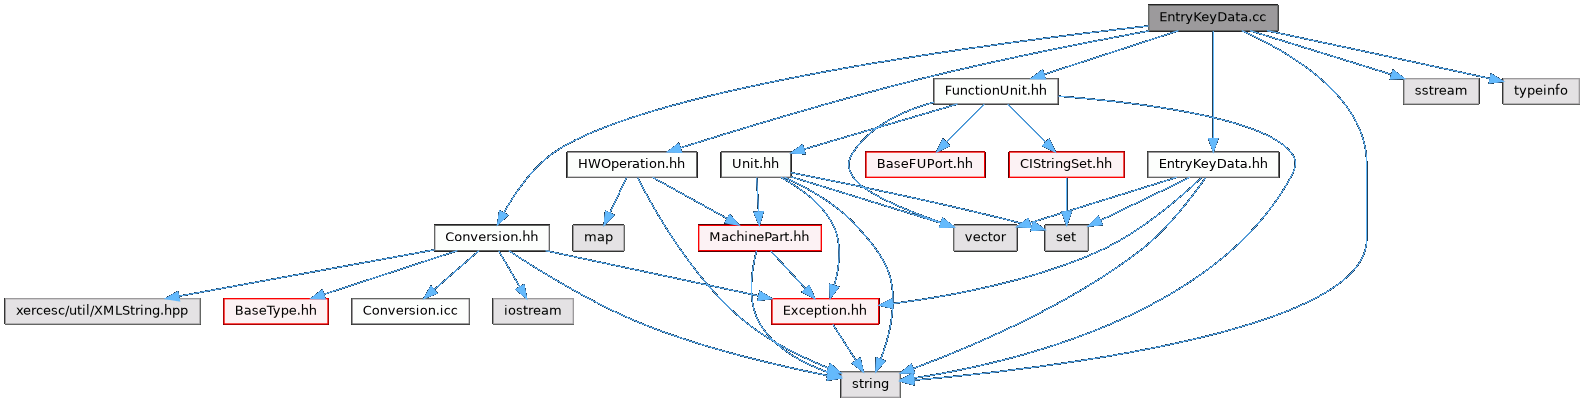 EntryKeyData.cc
FunctionUnit.hh
sstream
typeinfo
HWOperation.hh
Unit.hh
BaseFUPort.hh
CIStringSet.hh
EntryKeyData.hh
Conversion.hh
map
MachinePart.hh
vector
set
xercesc/util/XMLString.hpp
BaseType.hh
Conversion.icc
iostream
Exception.hh
string